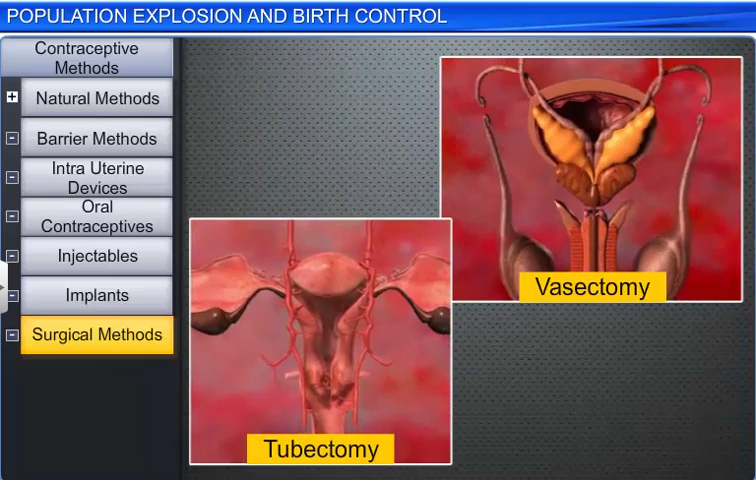 POPULATION EXPLOSION AND BIRTH CONTROL
Contraceptive
Methods
Natural Methods
Barrier Methods
Intra Uterine
Devices
Oral
Contraceptives
Injectables
Implants
Surgical Methods
Vasectomy
Tubectomy